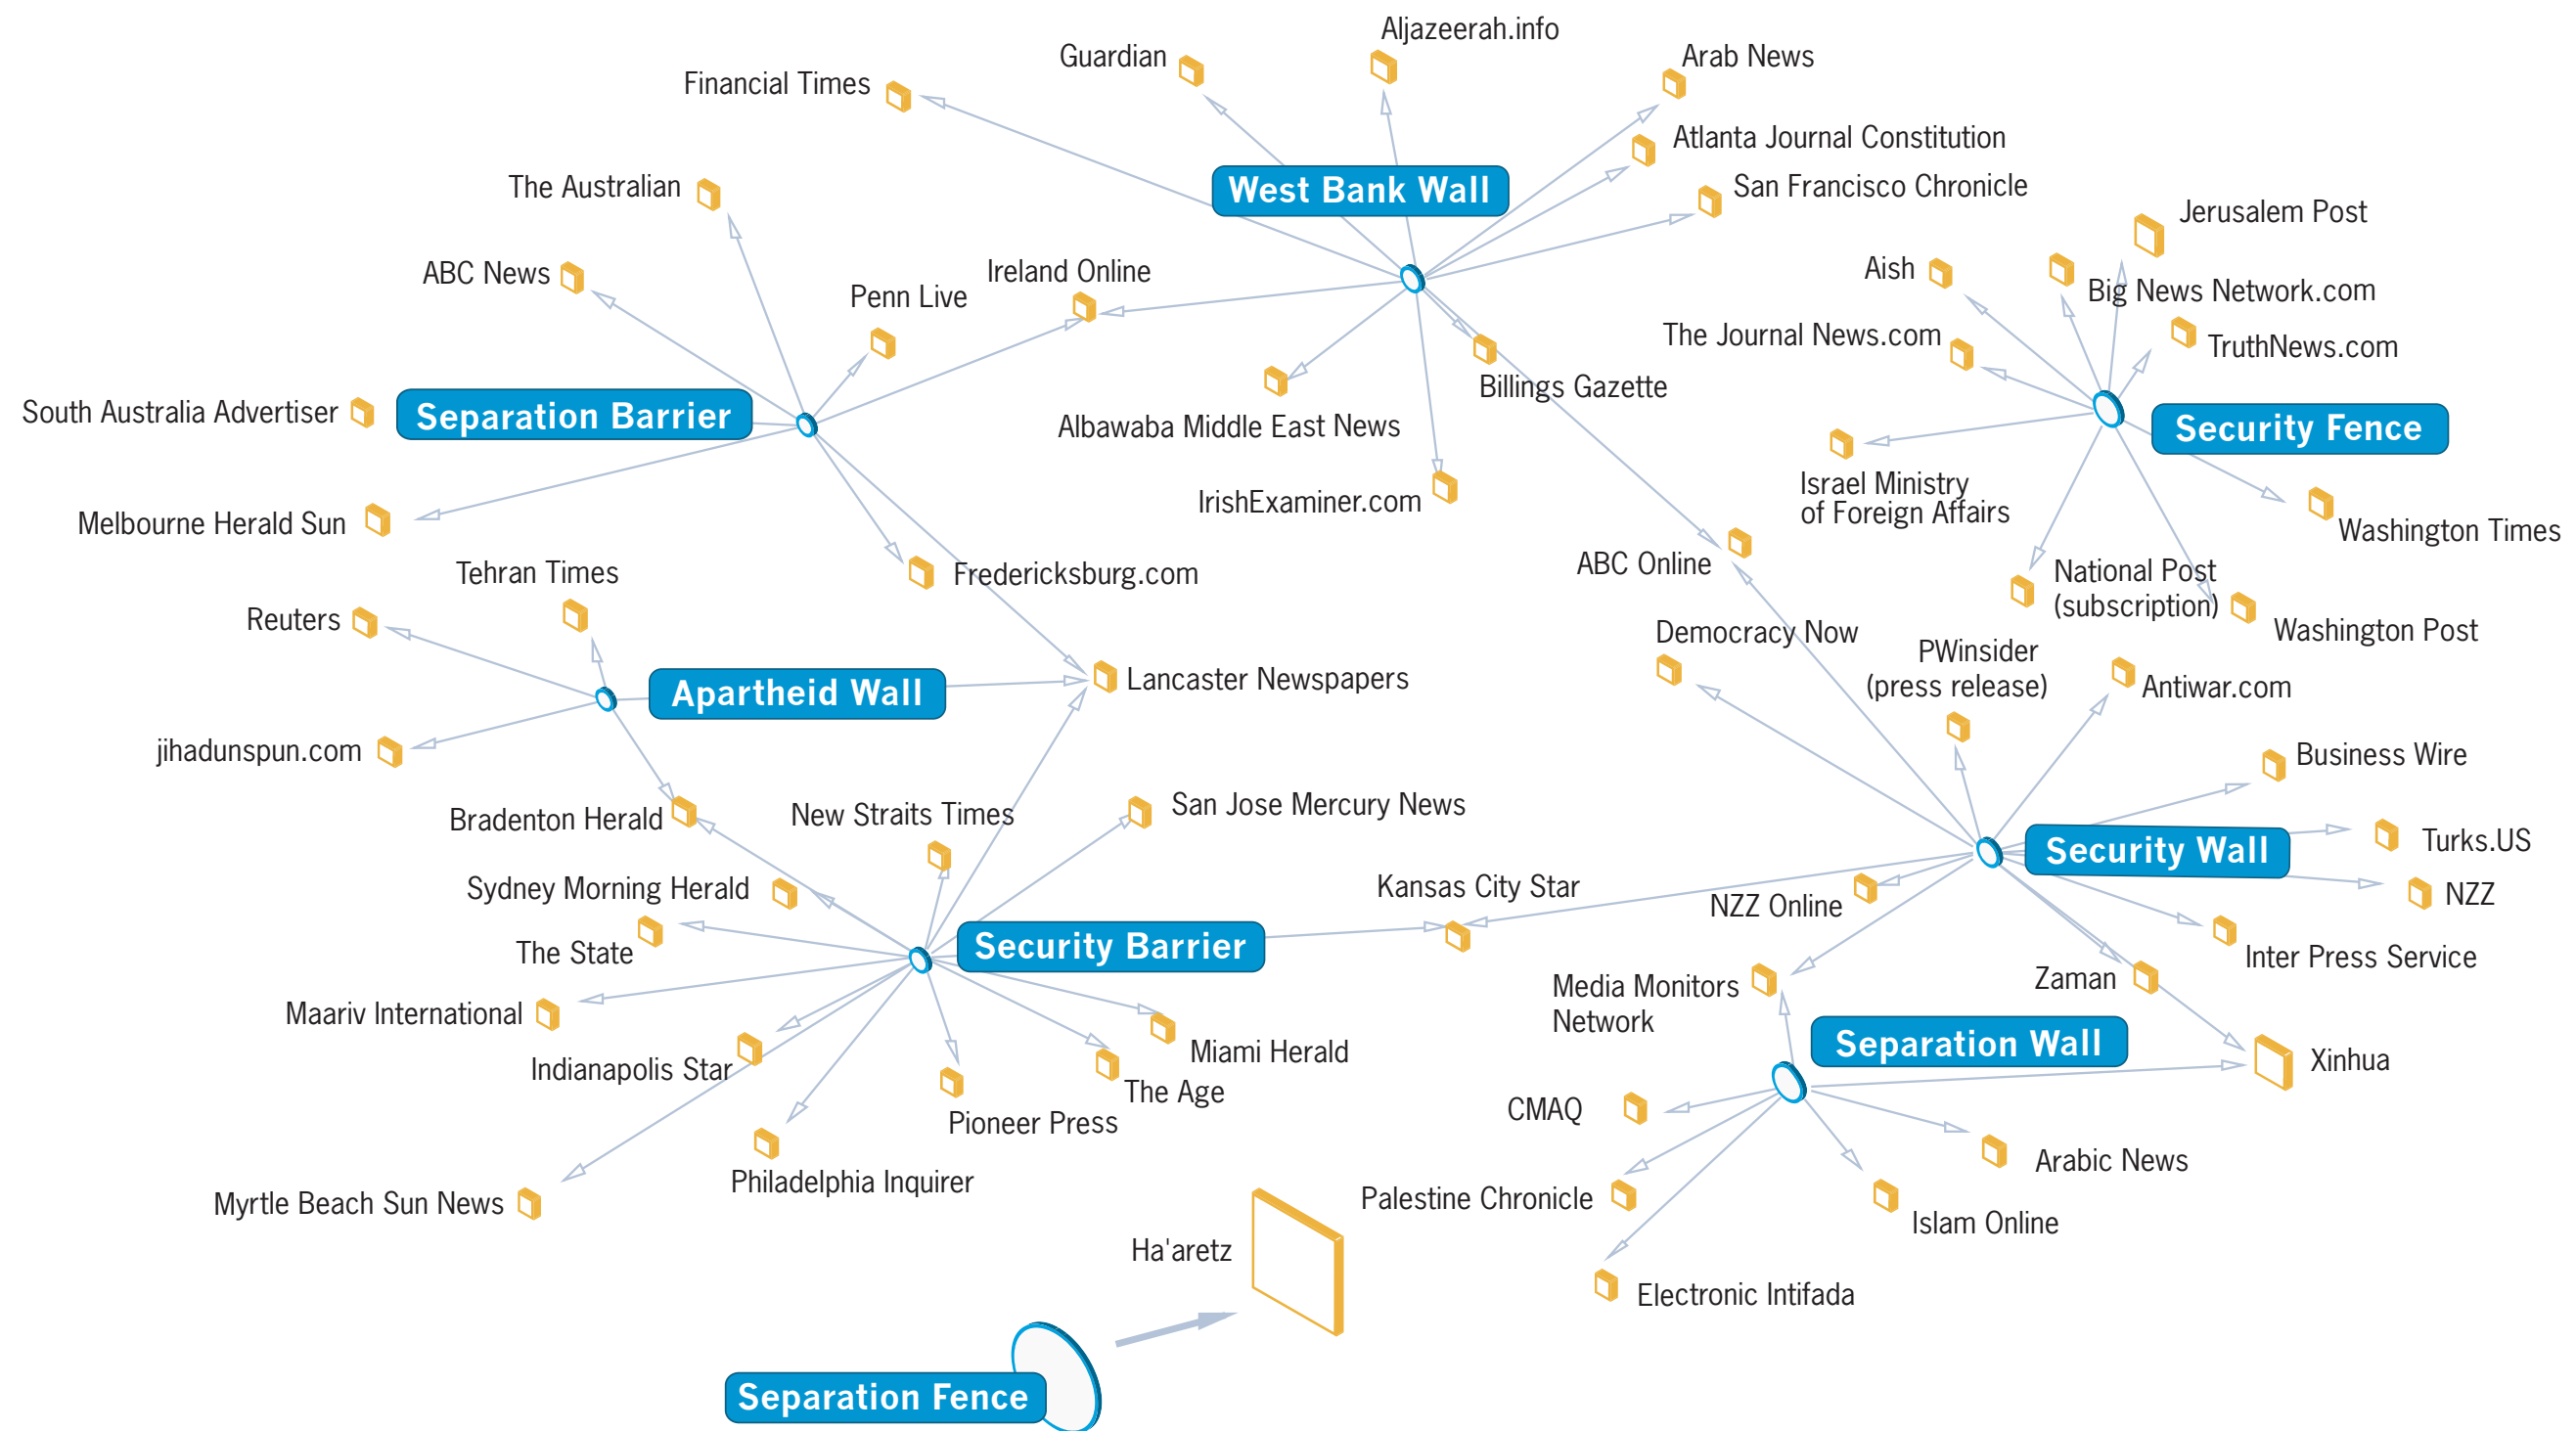 Aljazeerah.info
Guardian
Arab News
Financial Times
Atlanta Journal Constitution
The Australian
West Bank Wall
San Francisco Chronicle
Jerusalem Post
ABC News
Ireland Online
Aish
Penn Live
Big News Network.com
The Journal News.com
TruthNews.com
Billings Gazette
South Australia Advertiser
Separation Barrier
Albawaba Middle East News
Security Fence
Israel Ministry
of Foreign Affairs
IrishExaminer.com
Melbourne Herald Sun
Washington Times
Tehran Times
Fredericksburg.com
ABC Online
National Post
(subscription)
Reuters
Democracy Now
Washington Post
PWinsider
(press release)
Apartheid Wall
Lancaster Newspapers
Antiwar.com
jihadunspun.com
Business Wire
Bradenton Herald
New Straits Times
San Jose Mercury News
Security Wall
Turks.US
Sydney Morning Herald
Kansas City Star
NZZ Online
NZZ
The State
Security Barrier
Inter Press Service
Maariv International
Media Monitors
Network
Zaman
Separation Wall
Indianapolis Star
Miami Herald
Xinhua
The Age
Pioneer Press
CMAQ
Arabic News
Philadelphia Inquirer
Myrtle Beach Sun News
Palestine Chronicle
Islam Online
Ha'aretz
Electronic Intifada
Separation Fence